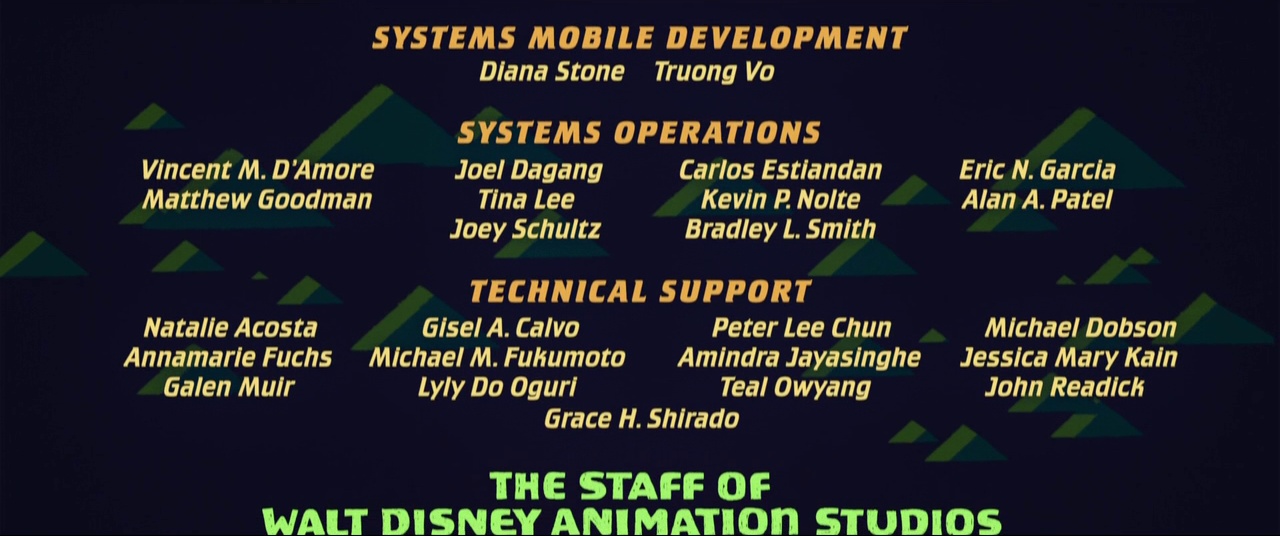 SYSTEMS MOBILE DEVELOPMENT
Diana Stone Truong Vo
SYSTEMS OPERATIONS
Vincent M. D'Amore Joel Dagang Carlos Estiandan Eric N. Garcia
Matthew Goodman Tina Lee Kevin P. Nolte Alan A. Patel
Joey Schultz Bradley L. Smith
TECHNICAL SUPPORT
Natalie Acosta Gisel A. Calvo Peter Lee Chun Michael Dobson
Annamarie Fuchs Michael M. Fukumoto Amindra Jayasinghe Jessica Mary Kain
Galen Muir Lyly Do Oguri Teal Owyang John Readick
Grace H. Shirado
THE STAFF OF
WALT DISNEY ANIMATION STUDIOS